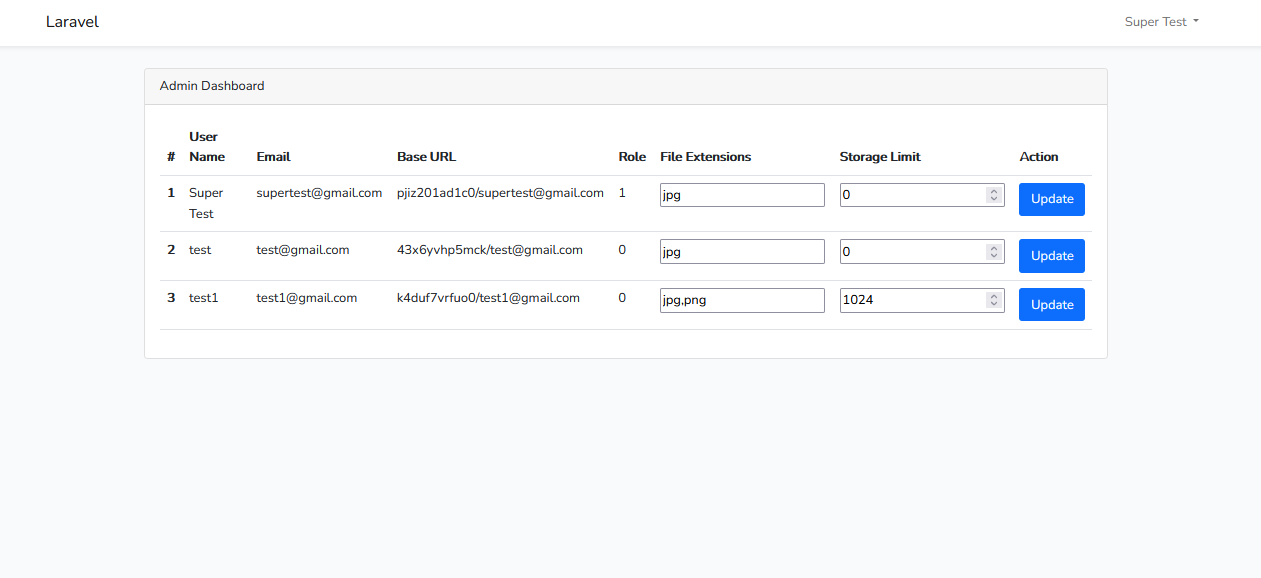 Laravel
Super Test
Admin Dashboard
# User Name Email Base URL Role File Extensions Storage Limit Action
1 Super Test supertest@gmail.com pjiz201ad1c0/supertest@gmail.com 1 jpg 0 Update
2 test test@gmail.com 43x6yvhp5mck/test@gmail.com 0 jpg 0 Update
3 test1 test1@gmail.com k4duf7vrfuo0/test1@gmail.com 0 jpg,png 1024 Update